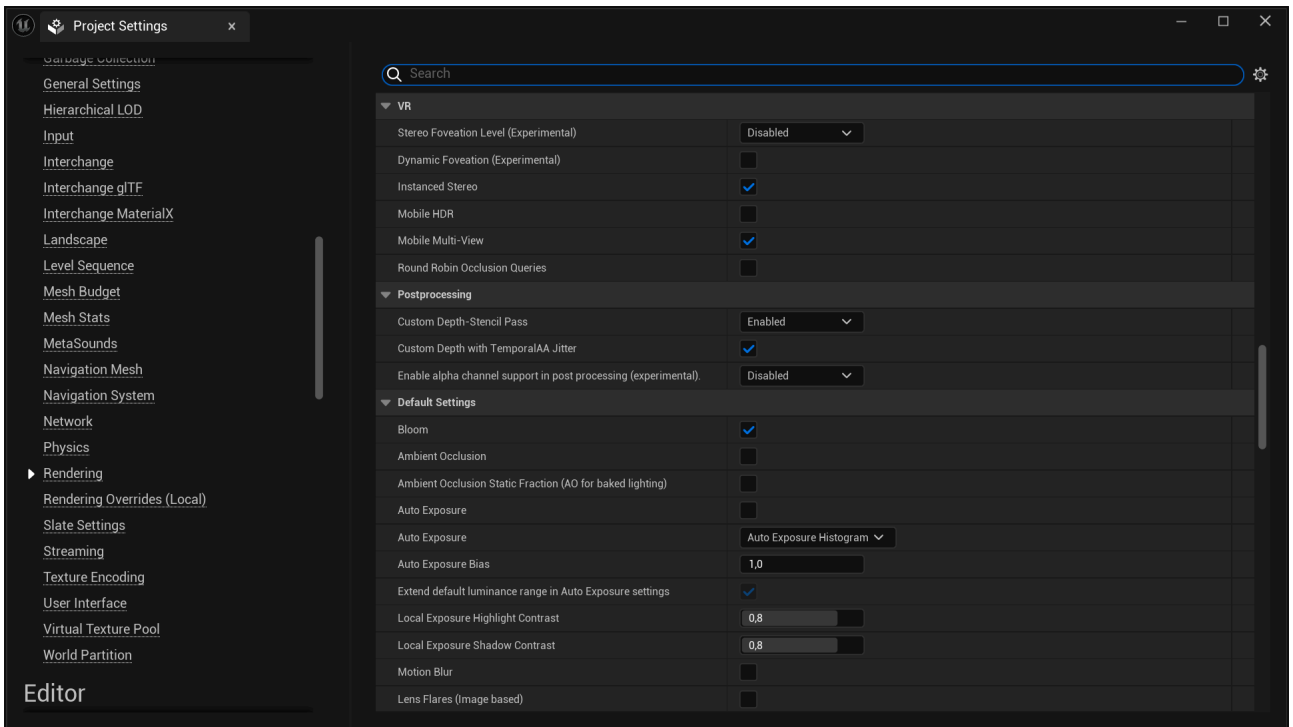 Project Settings
Garbage Collection
General Settings
Hierarchical LOD
Input
Interchange
Interchange glTF
Interchange MaterialX
Landscape
Level Sequence
Mesh Budget
Mesh Stats
MetaSounds
Navigation Mesh
Navigation System
Network
Physics
Rendering
Rendering Overrides (Local)
Slate Settings
Streaming
Texture Encoding
User Interface
Virtual Texture Pool
World Partition
Editor
Search
VR
Stereo Foveation Level (Experimental) Disabled
Dynamic Foveation (Experimental)
Instanced Stereo
Mobile HDR
Mobile Multi-View
Round Robin Occlusion Queries
Postprocessing
Custom Depth-Stencil Pass Enabled
Custom Depth with TemporalAA Jitter
Enable alpha channel support in post processing (experimental). Disabled
Default Settings
Bloom
Ambient Occlusion
Ambient Occlusion Static Fraction (AO for baked lighting)
Auto Exposure
Auto Exposure Auto Exposure Histogram
Auto Exposure Bias 1,0
Extend default luminance range in Auto Exposure settings
Local Exposure Highlight Contrast 0,8
Local Exposure Shadow Contrast 0,8
Motion Blur
Lens Flares (Image based)